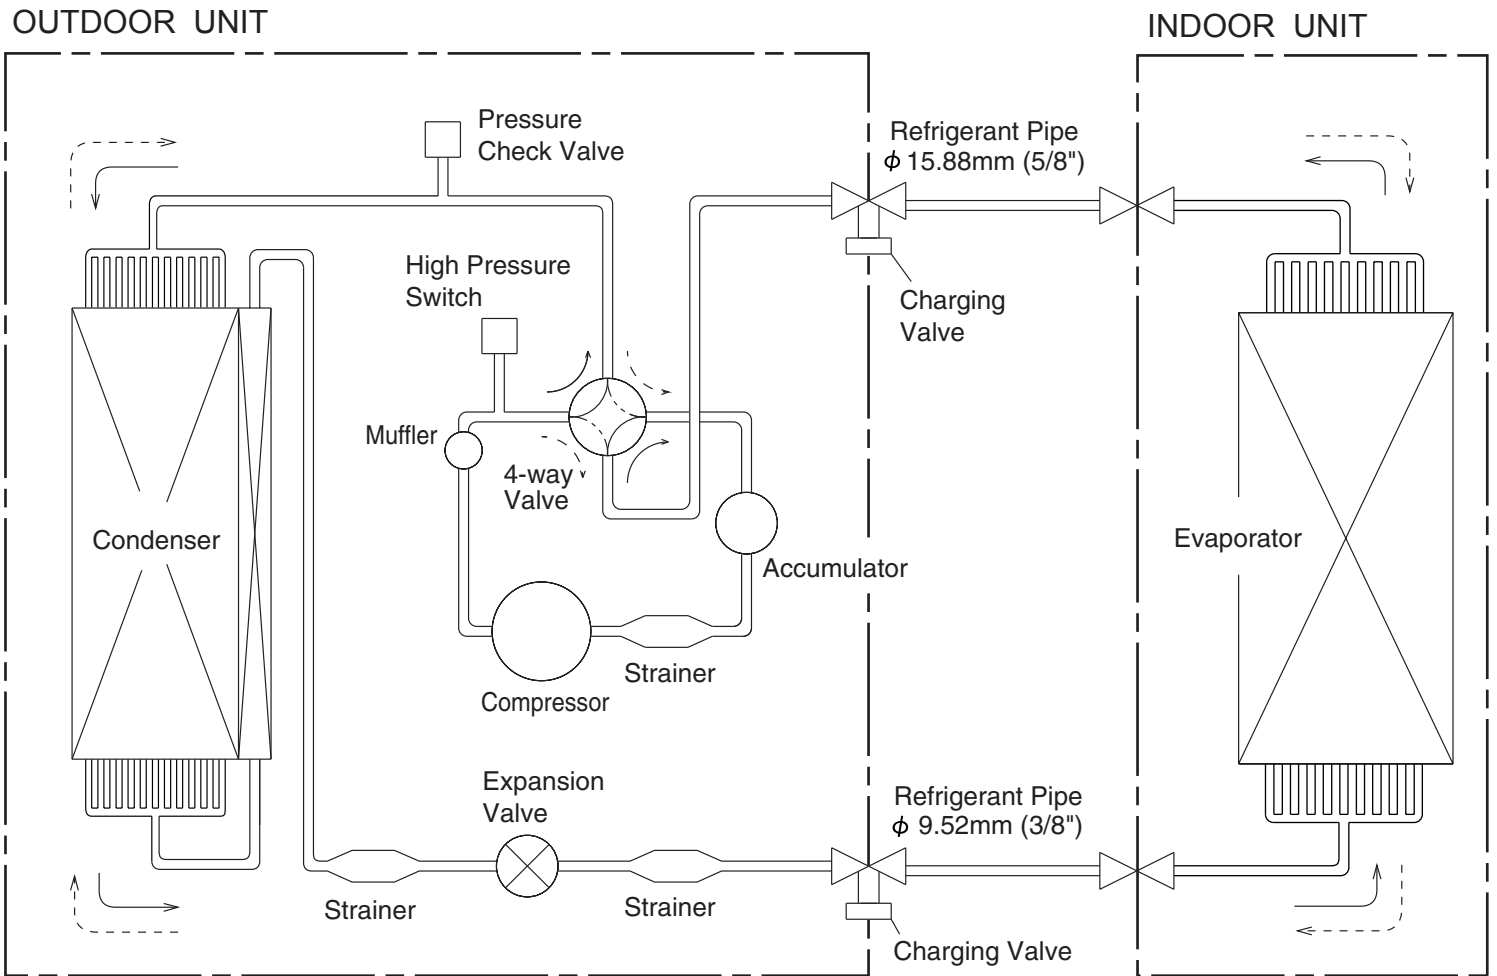 OUTDOOR UNIT
INDOOR UNIT
Pressure
Check Valve
Refrigerant Pipe
ϕ 15.88mm (5/8")
High Pressure
Switch
Charging
Valve
Muffler
4-way
Valve
Condenser
Evaporator
Accumulator
Strainer
Compressor
Expansion
Valve
Refrigerant Pipe
ϕ 9.52mm (3/8")
Strainer
Strainer
Charging Valve